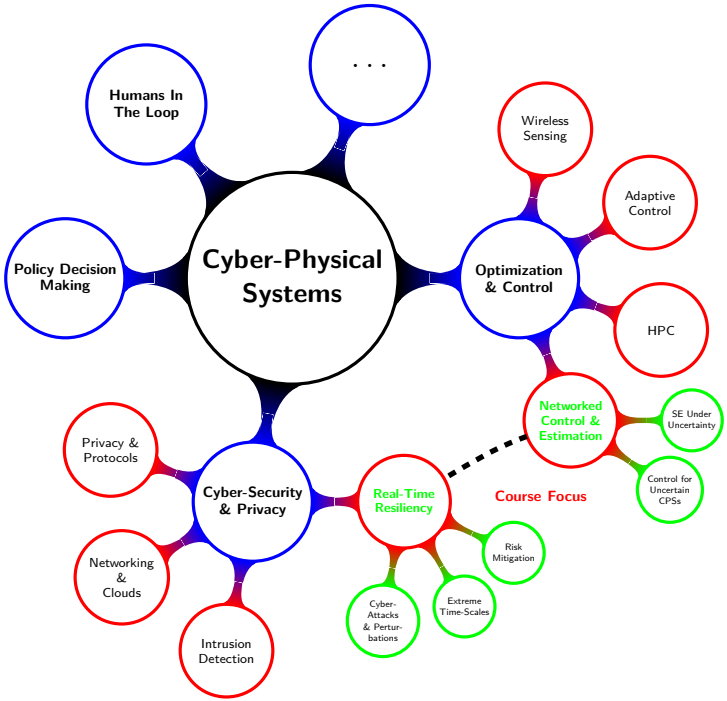 . . .
Humans In
The Loop
Wireless
Sensing
Adaptive
Control
Cyber-Physical
Systems
Policy Decision
Making
Optimization
& Control
HPC
Networked
Control &
Estimation
SE Under
Uncertainty
Privacy &
Protocols
Control for
Uncertain
CPSs
Cyber-Security
& Privacy
Real-Time
Resiliency
Course Focus
Risk
Mitigation
Networking
&
Clouds
Extreme
Time-Scales
Cyber-
Attacks
& Pertur-
bations
Intrusion
Detection